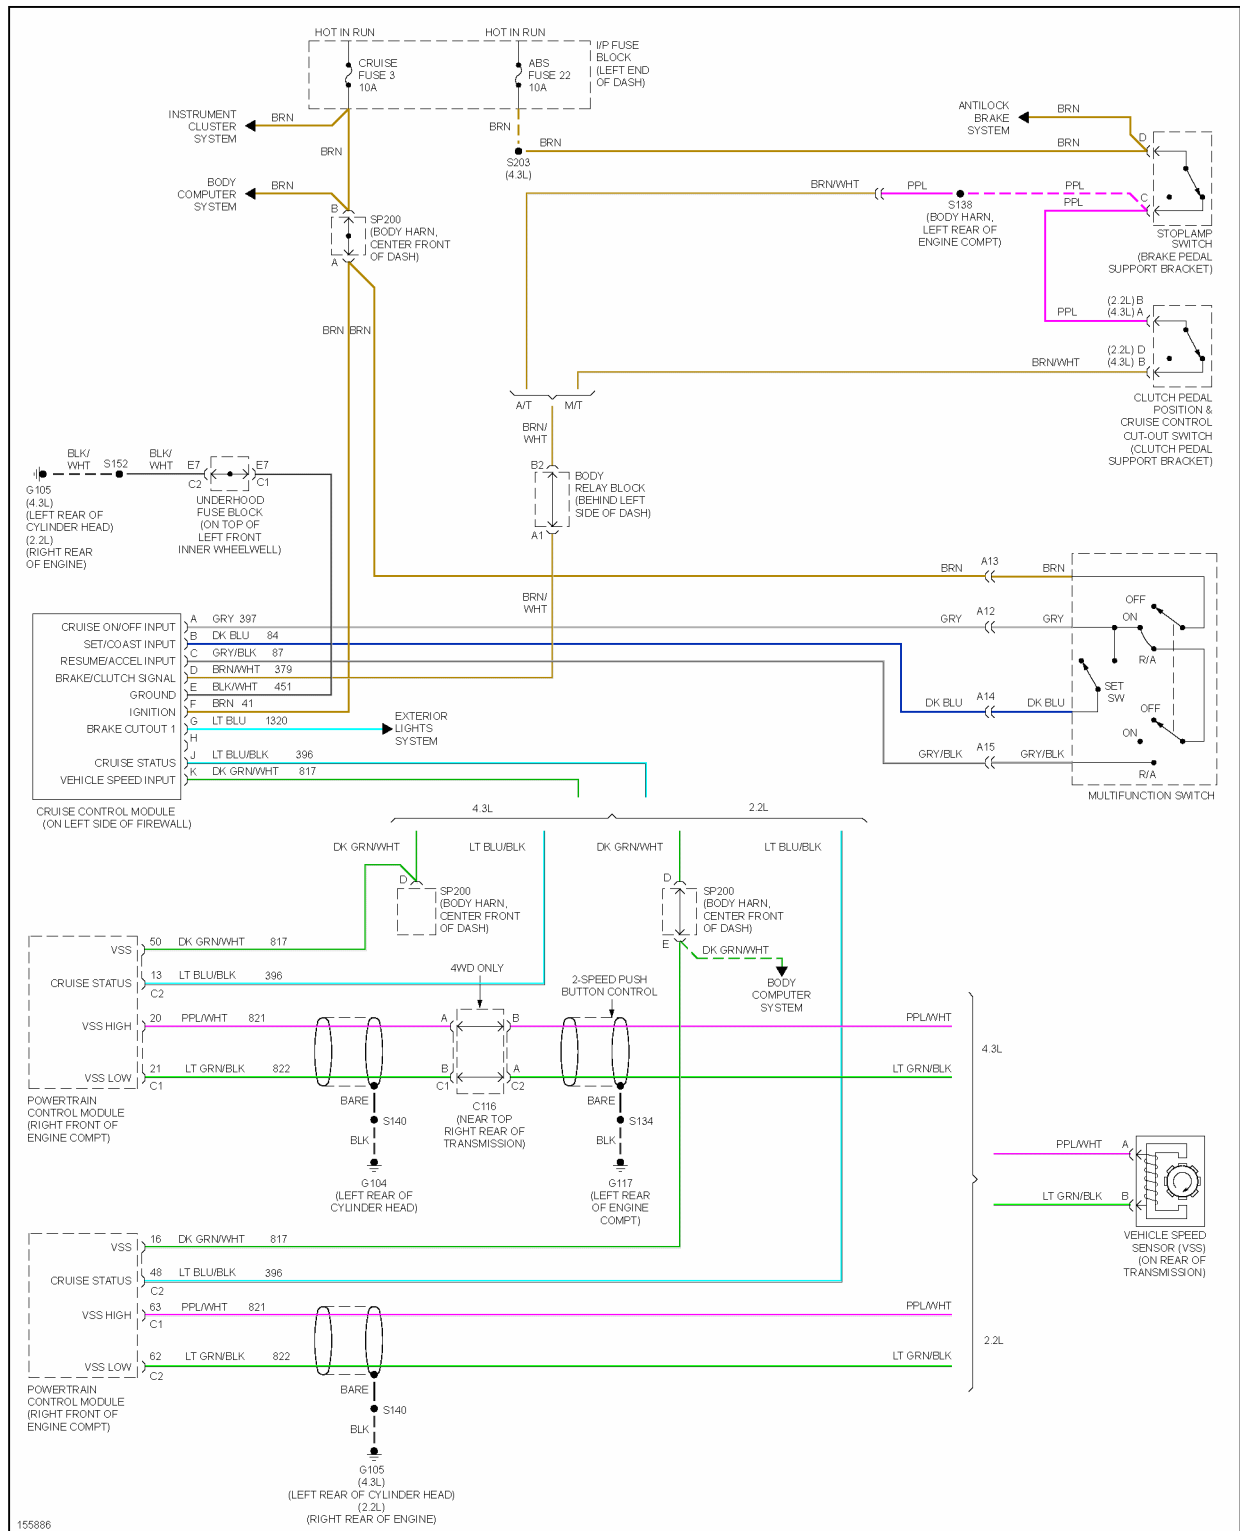 HOT IN RUN
HOT IN RUN
CRUISE
FUSE 3
10A
ABS
FUSE 22
10A
I/P FUSE
BLOCK
(LEFT END
OF DASH)
INSTRUMENT
CLUSTER
SYSTEM
BRN
BRN
BRN
BRN
S203
(4.3L)
ANTILOCK
BRAKE
SYSTEM
BRN
BRN
D
BODY
COMPUTER
SYSTEM
BRN
B
SP200
(BODY HARN,
CENTER FRONT
OF DASH)
A
BRN/WHT
PPL
S138
(BODY HARN,
LEFT REAR OF
ENGINE COMPT)
PPL
PPL
C
STOPLAMP
SWITCH
(BRAKE PEDAL
SUPPORT BRACKET)
BRN
BRN
PPL
(2.2L) B
(4.3L) A
(2.2L) D
(4.3L) B
BRN/WHT
CLUTCH PEDAL
POSITION &
CRUISE CONTROL
CUT-OUT SWITCH
(CLUTCH PEDAL
SUPPORT BRACKET)
A/T
M/T
BRN/
WHT
B2
BODY
RELAY BLOCK
(BEHIND LEFT
SIDE OF DASH)
A1
BRN/
WHT
BLK/
WHT
S152
BLK/
WHT
E7
C2
E7
C1
G105
(4.3L)
(LEFT REAR OF
CYLINDER HEAD)
(2.2L)
(RIGHT REAR
OF ENGINE)
UNDERHOOD
FUSE BLOCK
(ON TOP OF
LEFT FRONT
INNER WHEELWELL)
BRN
A13
BRN
GRY
A12
GRY
DK BLU
A14
DK BLU
GRY/BLK
A15
GRY/BLK
OFF
ON
R/A
SET
SW
OFF
ON
R/A
MULTIFUNCTION SWITCH
CRUISE ON/OFF INPUT
A
GRY 397
SET/COAST INPUT
B
DK BLU
84
RESUME/ACCEL INPUT
C
GRY/BLK
87
BRAKE/CLUTCH SIGNAL
D
BRN/WHT
379
GROUND
E
BLK/WHT
451
IGNITION
F
BRN 41
BRAKE CUTOUT 1
G
LT BLU
1320
H
CRUISE STATUS
J
LT BLU/BLK
396
VEHICLE SPEED INPUT
K
DK GRN/WHT
817
EXTERIOR
LIGHTS
SYSTEM
CRUISE CONTROL MODULE
(ON LEFT SIDE OF FIREWALL)
4.3L
2.2L
DK GRN/WHT
LT BLU/BLK
DK GRN/WHT
LT BLU/BLK
D
SP200
(BODY HARN,
CENTER FRONT
OF DASH)
D
SP200
(BODY HARN,
CENTER FRONT
OF DASH)
E
DK GRN/WHT
BODY
COMPUTER
SYSTEM
VSS
50
DK GRN/WHT
817
CRUISE STATUS
13
LT BLU/BLK
396
C2
VSS HIGH
20
PPL/WHT
821
VSS LOW
21
LT GRN/BLK
822
C1
POWERTRAIN
CONTROL MODULE
(RIGHT FRONT OF
ENGINE COMPT)
4WD ONLY
2-SPEED PUSH
BUTTON CONTROL
A
B
B
A
C1
C2
C116
(NEAR TOP
RIGHT REAR OF
TRANSMISSION)
BARE
S140
BLK
G104
(LEFT REAR OF
CYLINDER HEAD)
BARE
S134
BLK
G117
(LEFT REAR
OF ENGINE
COMPT)
PPL/WHT
LT GRN/BLK
4.3L
PPL/WHT
A
LT GRN/BLK
B
VEHICLE SPEED
SENSOR (VSS)
(ON REAR OF
TRANSMISSION)
VSS
16
DK GRN/WHT
817
CRUISE STATUS
48
LT BLU/BLK
396
C2
VSS HIGH
63
PPL/WHT
821
C1
VSS LOW
62
LT GRN/BLK
822
C2
POWERTRAIN
CONTROL MODULE
(RIGHT FRONT OF
ENGINE COMPT)
PPL/WHT
LT GRN/BLK
2.2L
BARE
S140
BLK
G105
(4.3L)
(LEFT REAR OF CYLINDER HEAD)
(2.2L)
(RIGHT REAR OF ENGINE)
155886